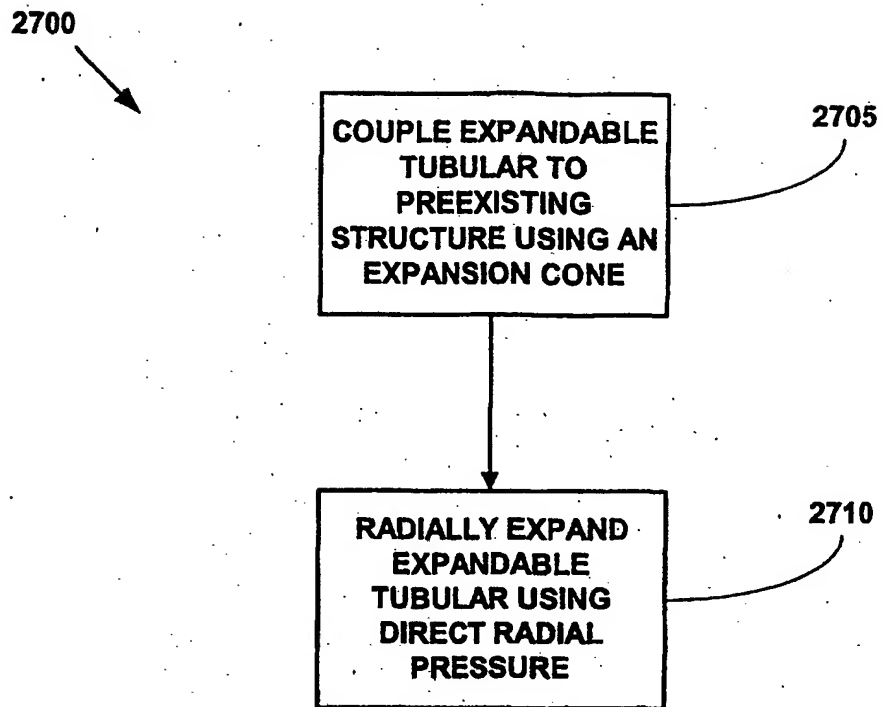 2700
COUPLE EXPANDABLE
TUBULAR TO
PREEXISTING
STRUCTURE USING AN
EXPANSION CONE
2705
RADIALLY EXPAND
EXPANDABLE
TUBULAR USING
DIRECT RADIAL
PRESSURE
2710